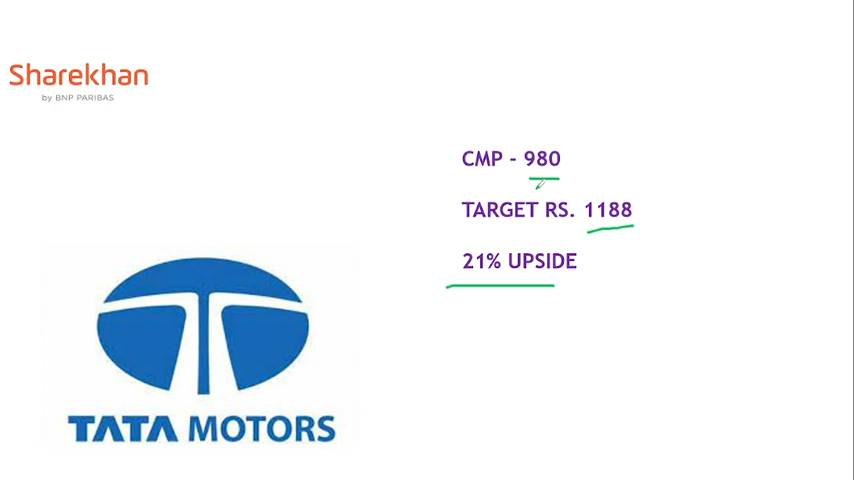 Sharekhan
by BNP PARIBAS
CMP - 980
TARGET RS. 1188
21% UPSIDE
TATA MOTORS